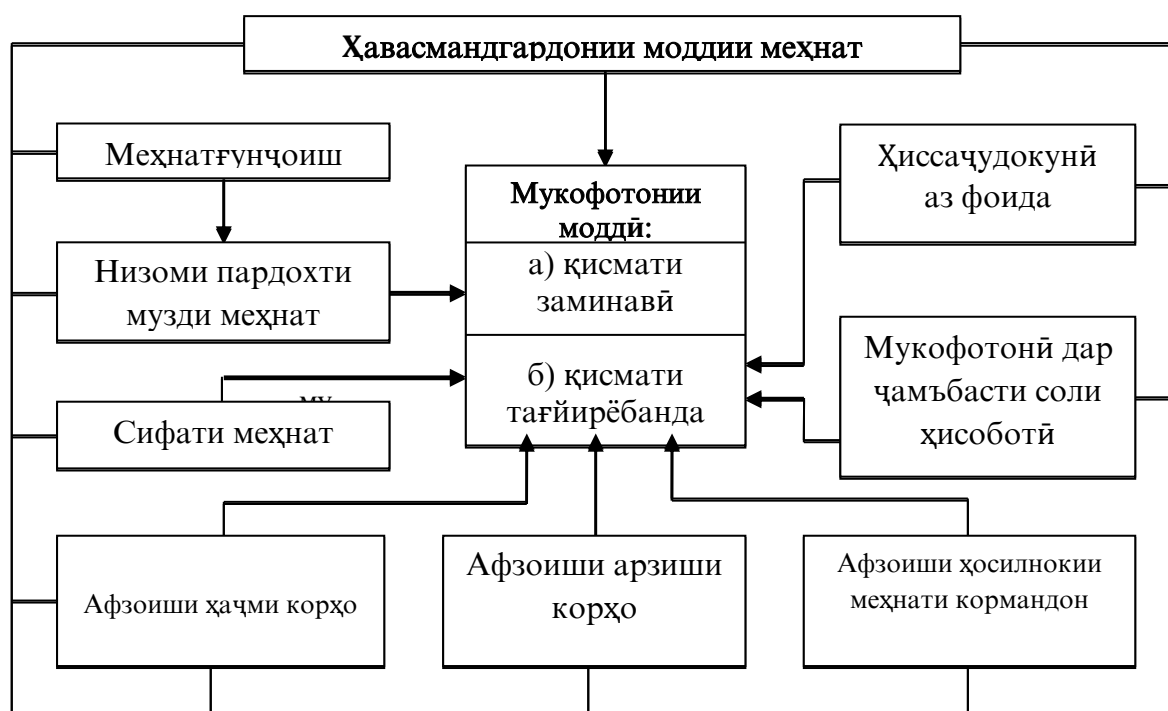 Ҳавасмандгардонии моддии меҳнат
Меҳнатғунҷоиш
Низоми пардохти
музди меҳнат
му
Сифати меҳнат
Мукофотонии
моддӣ:
а) қисмати
заминавӣ
б) қисмати
тағйирёбанда
Ҳиссаҷудокунӣ
аз фоида
Мукофотонӣ дар
ҷамъбасти соли
ҳисоботӣ
Афзоиши ҳаҷми корҳо
Афзоиши арзиши
корҳо
Афзоиши ҳосилнокии
меҳнати кормандон